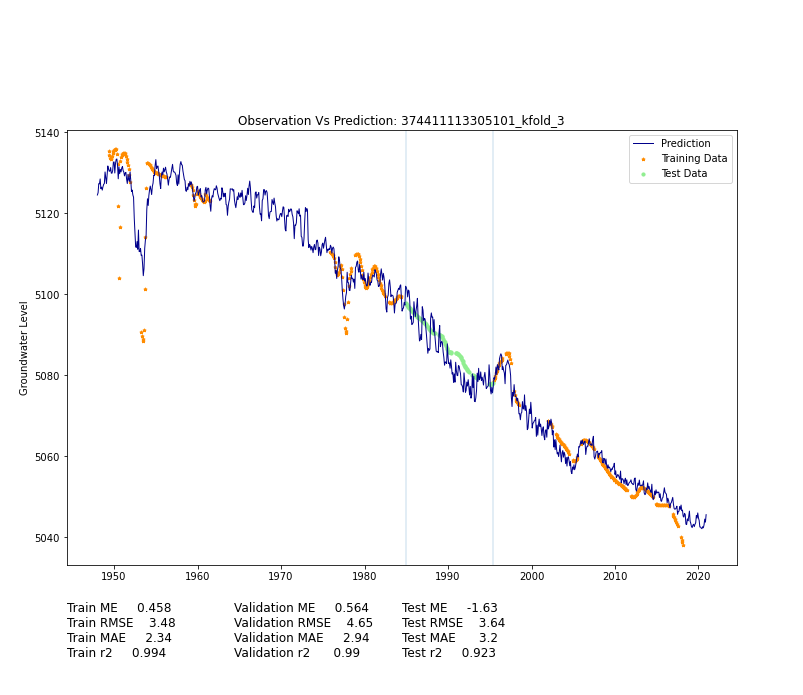 Observation Vs Prediction: 374411113305101_kfold_3
Prediction
Training Data
Test Data
Groundwater Level
5140
5120
5100
5080
5060
5040
1950 1960 1970 1980 1990 2000 2010 2020
Train ME 0.458 Validation ME 0.564 Test ME -1.63
Train RMSE 3.48 Validation RMSE 4.65 Test RMSE 3.64
Train MAE 2.34 Validation MAE 2.94 Test MAE 3.2
Train r2 0.994 Validation r2 0.99 Test r2 0.923